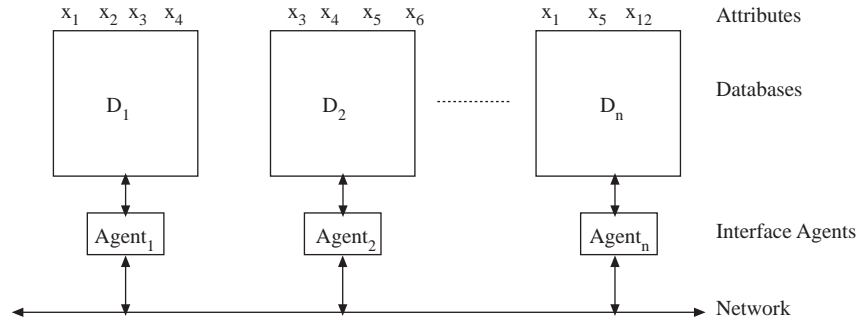 x₁ x₂ x₃ x₄ x₃ x₄ x₅ x₆ x₁ x₅ x₁₂ Attributes
D₁ D₂ Dₙ Databases
Agent₁ Agent₂ Agentₙ Interface Agents
Network